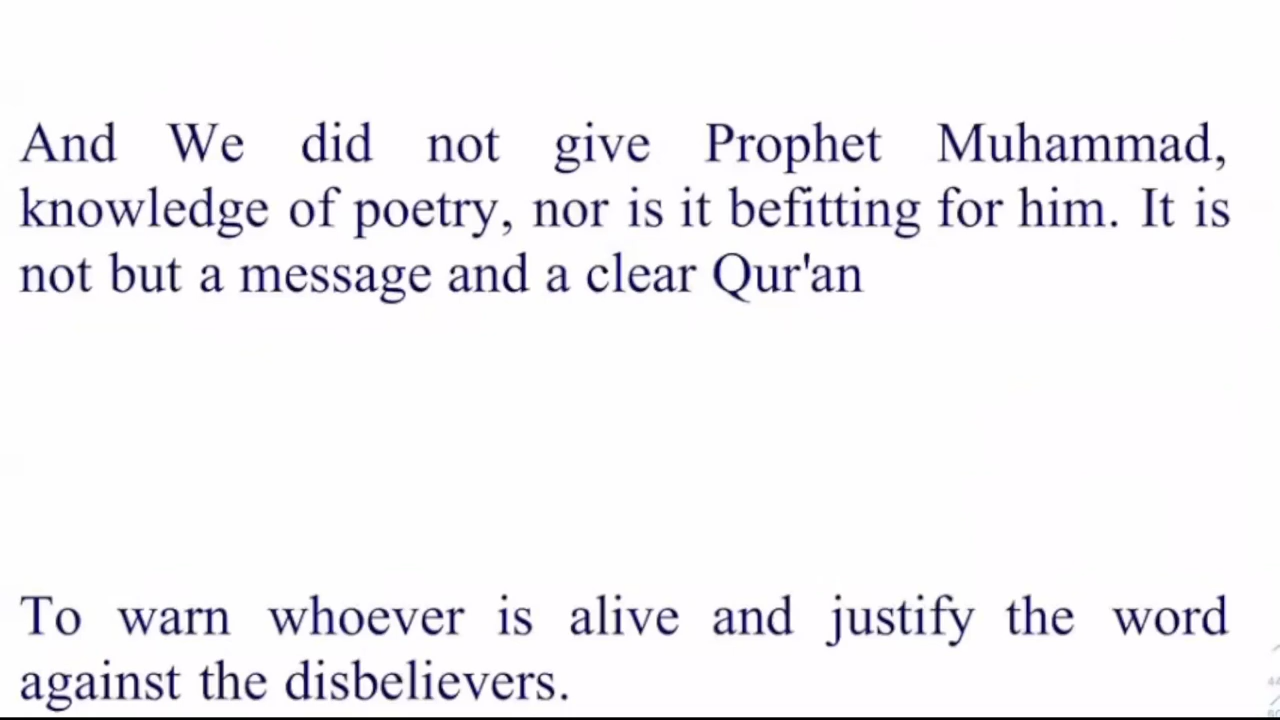 And We did not give Prophet Muhammad,
knowledge of poetry, nor is it befitting for him. It is
not but a message and a clear Qur'an
To warn whoever is alive and justify the word
against the disbelievers.